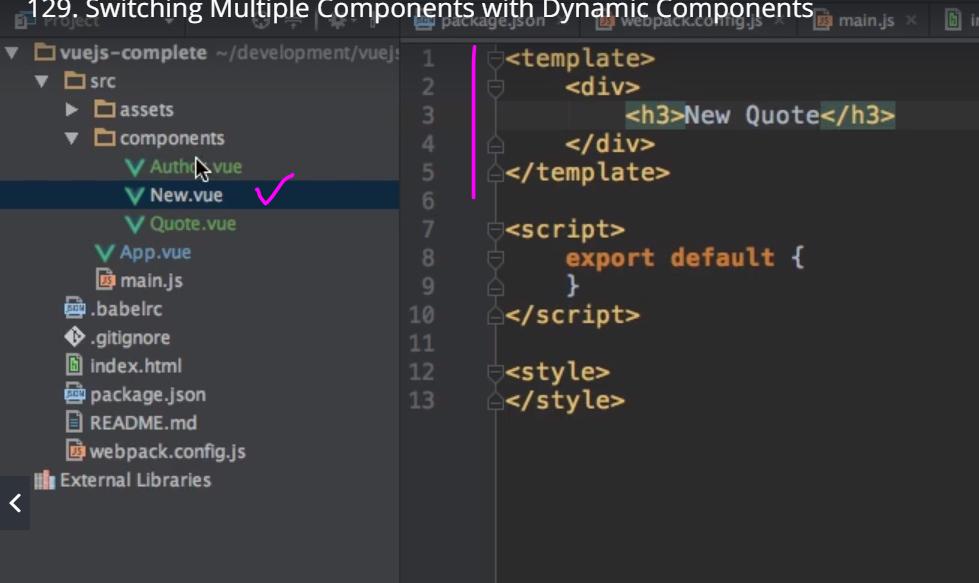 129. Switching Multiple Components with Dynamic Components
Project
package.json
webpack.config.js
main.js
vuejs-complete ~/development/vuejs
src
assets
components
New.vue
Quote.vue
App.vue
main.js
.babelrc
.gitignore
index.html
package.json
README.md
webpack.config.js
External Libraries
1 <template>
2 <div>
3 <h3>New Quote</h3>
4 </div>
5 </template>
6
7 <script>
8 export default {
9 }
10 </script>
11
12 <style>
13 </style>